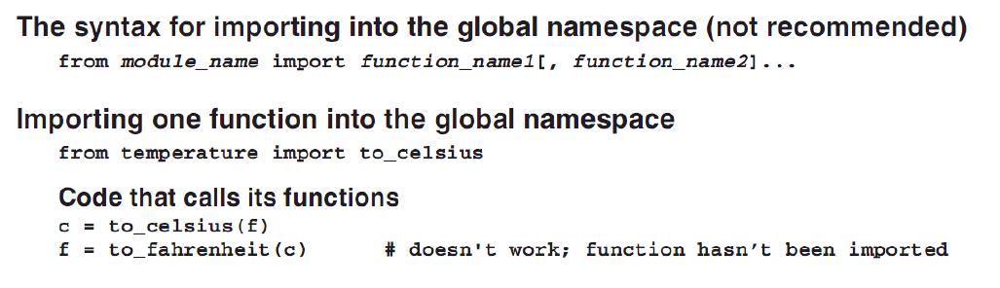 The syntax for importing into the global namespace (not recommended)
from module_name import function_name1[, function_name2]...
Importing one function into the global namespace
from temperature import to_celsius
Code that calls its functions
c = to_celsius(f)
f = to_fahrenheit(c) # doesn't work; function hasn’t been imported